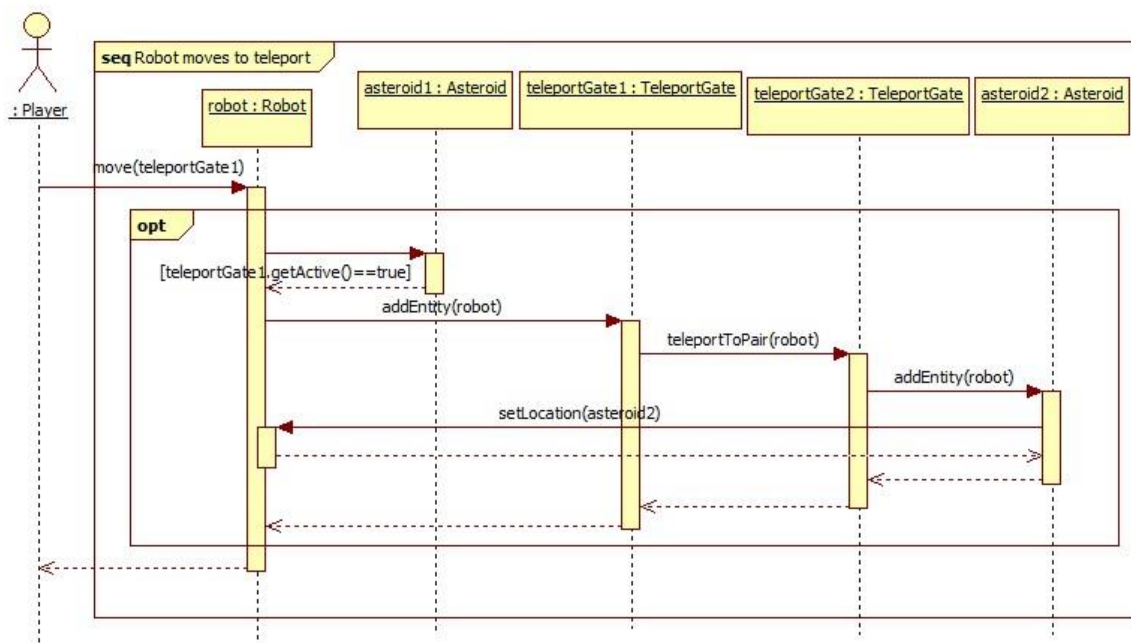 seq Robot moves to teleport
: Player
robot : Robot
asteroid1 : Asteroid
teleportGate1 : TeleportGate
teleportGate2 : TeleportGate
asteroid2 : Asteroid
move(teleportGate1)
opt
[teleportGate1.getActive()==true]
addEntity(robot)
teleportToPair(robot)
addEntity(robot)
setLocation(asteroid2)